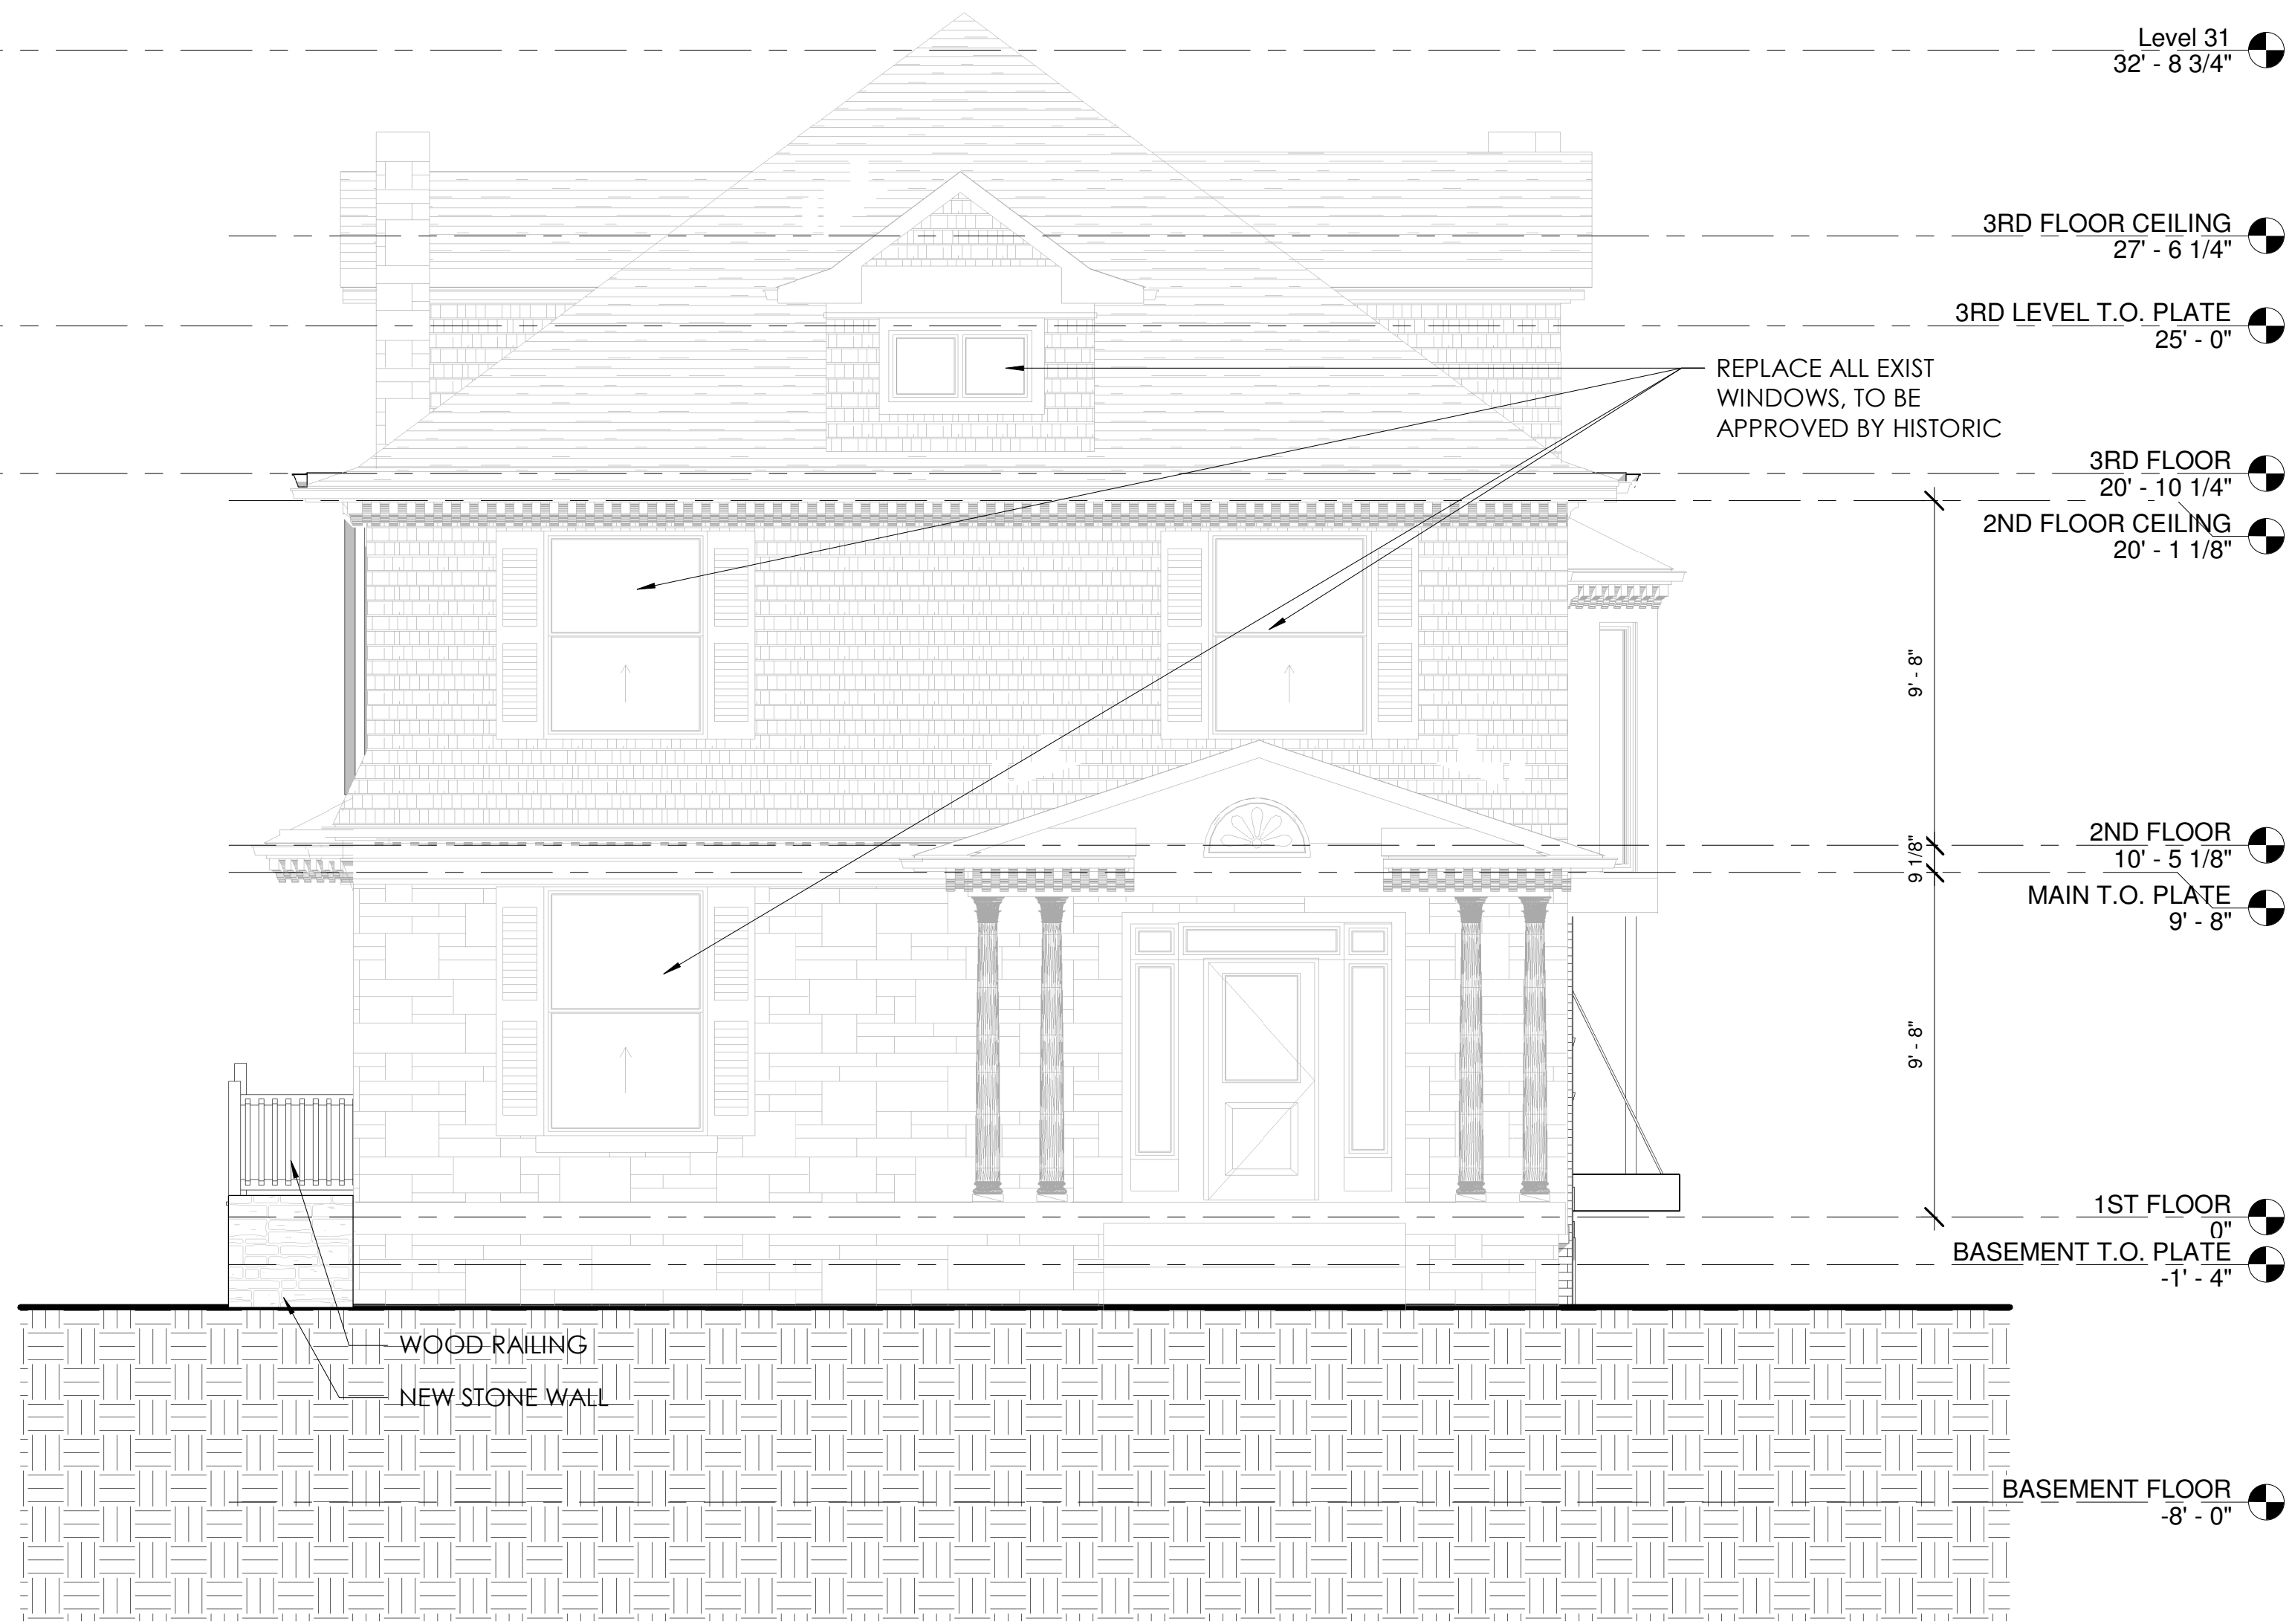 Level 31
32' - 8 3/4"
3RD FLOOR CEILING
27' - 6 1/4"
3RD LEVEL T.O. PLATE
25' - 0"
REPLACE ALL EXIST
WINDOWS, TO BE
APPROVED BY HISTORIC
3RD FLOOR
20' - 10 1/4"
2ND FLOOR CEILING
20' - 1 1/8"
9' - 8"
2ND FLOOR
10' - 5 1/8"
9 1/8"
MAIN T.O. PLATE
9' - 8"
9' - 8"
1ST FLOOR
0"
BASEMENT T.O. PLATE
-1' - 4"
WOOD RAILING
NEW STONE WALL
BASEMENT FLOOR
-8' - 0"